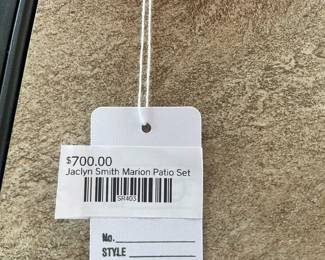 $700.00
Jaclyn Smith Marion Patio Set
SR403
No.
STYLE